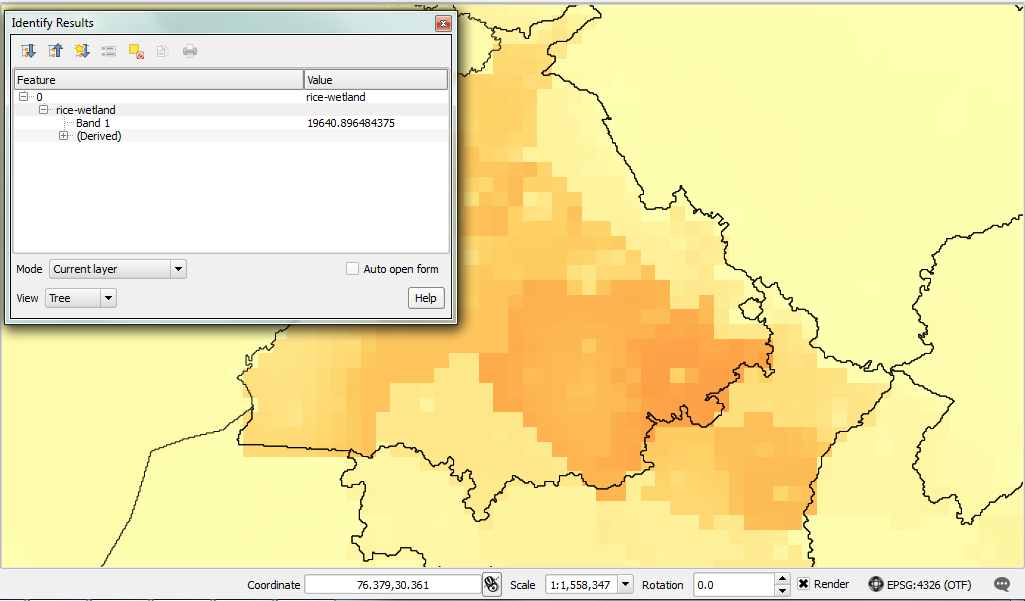 Identify Results
Feature Value
0 rice-wetland
rice-wetland
Band 1 19640.896484375
(Derived)
Mode Current layer Auto open form
View Tree Help
Coordinate 76.379,30.361 Scale 1:1,558,347 Rotation 0.0 Render EPSG:4326 (OTF)